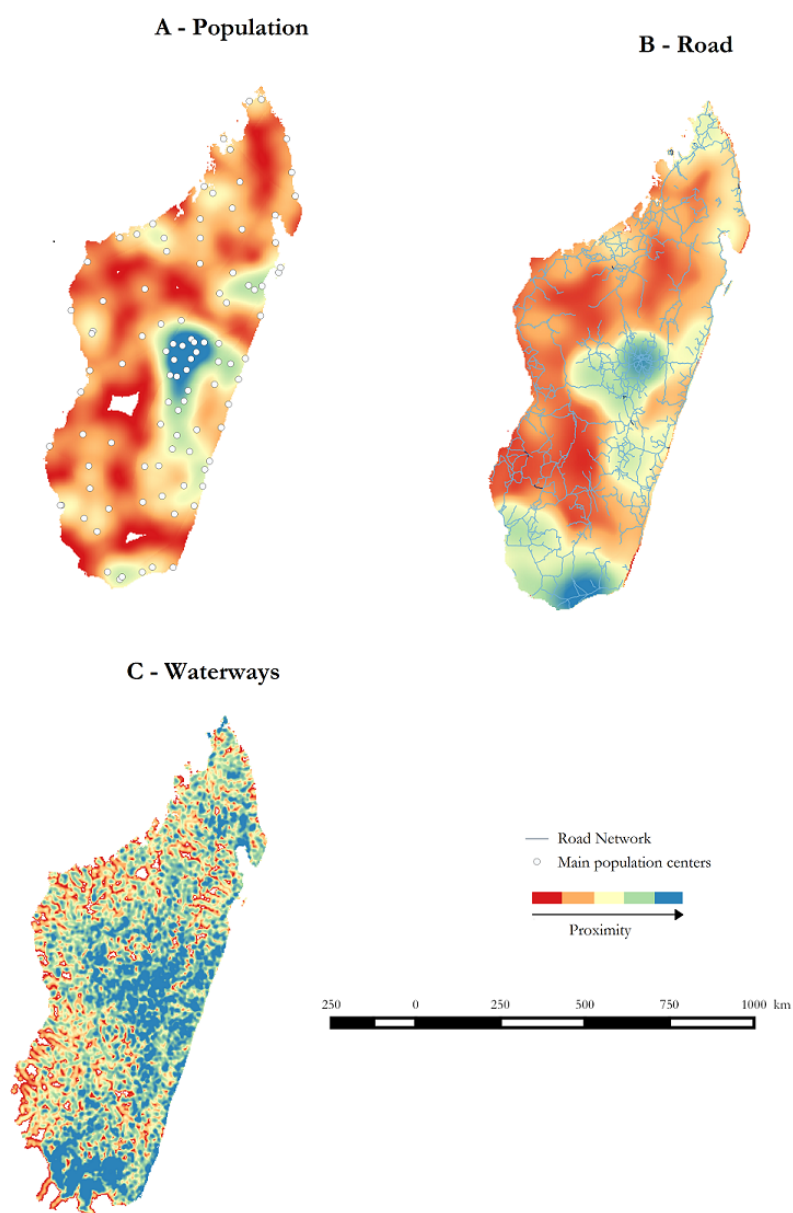 A - Population
B - Road
C - Waterways
Road Network
Main population centers
Proximity
250 0 250 500 750 1000 km